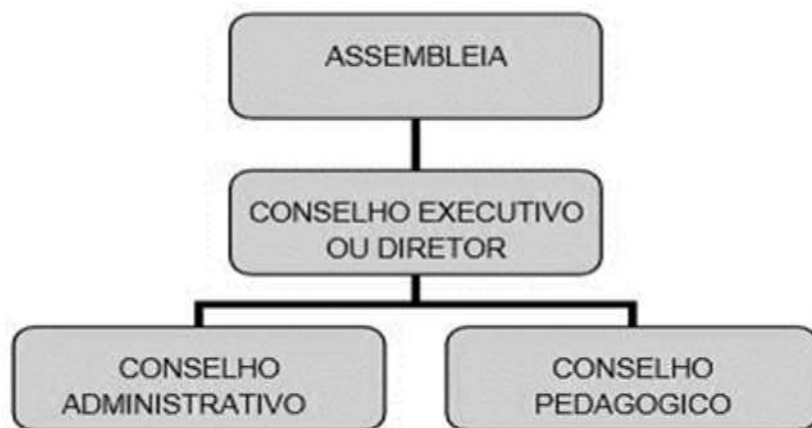 ASSEMBLEIA
CONSELHO EXECUTIVO
OU DIRETOR
CONSELHO
ADMINISTRATIVO
CONSELHO
PEDAGOGICO